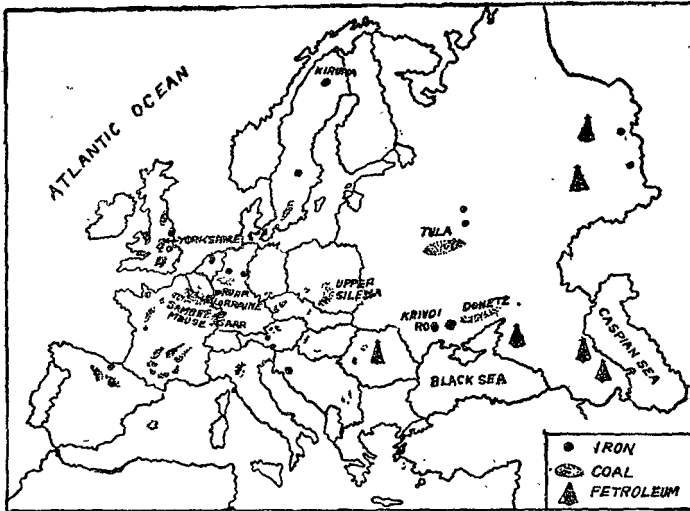 ATLANTIC OCEAN
KIRUNA
YORKSHIRE
TULA
RUHR
LORRAINE
SAMBRE
MEUSE
SAAR
UPPER
SILESIA
KRIVOI
ROG
DONETZ
CASPIAN SEA
BLACK SEA
IRON
COAL
PETROLEUM